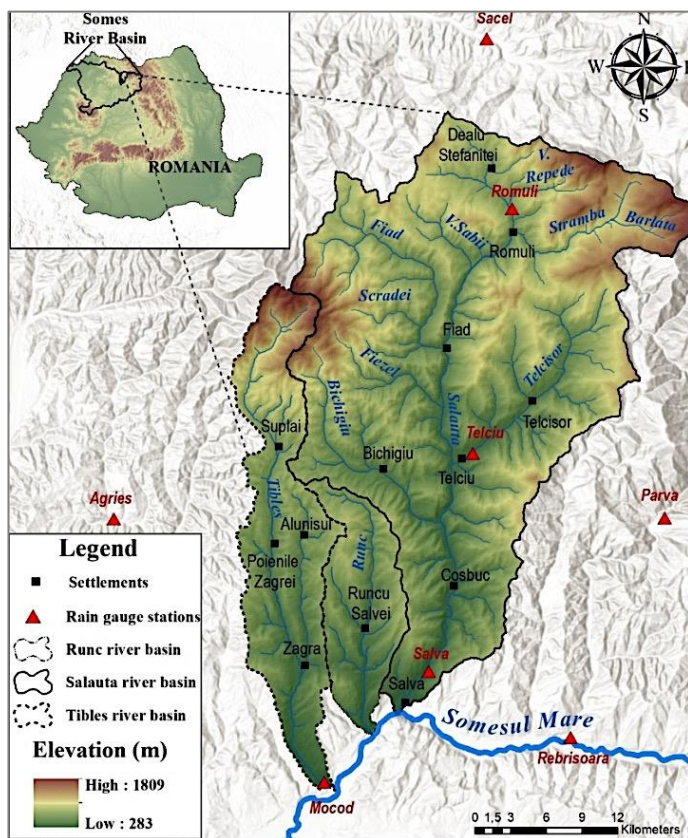 Somes
River Basin
ROMANIA
Sacel
N
W
E
S
Dealu
Stefanitei
V.
Repede
Romuli
Stramba
Barlata
Romuli
Fiad
V.Sabii
Scradei
Fiad
Fiezel
Telcisor
Bichigiu
Salauta
Telcisor
Suplai
Telciu
Bichigiu
Telciu
Tibles
Agries
Parva
Alunisul
Runc
Poienile
Zagrei
Cosbuc
Runcu
Salvei
Zagra
Salva
Salva
Somesul Mare
Rebrisoara
Mocod
Legend
Settlements
Rain gauge stations
Runc river basin
Salauta river basin
Tibles river basin
Elevation (m)
High : 1809
Low : 283
0 1.5 3 6 9 12
Kilometers